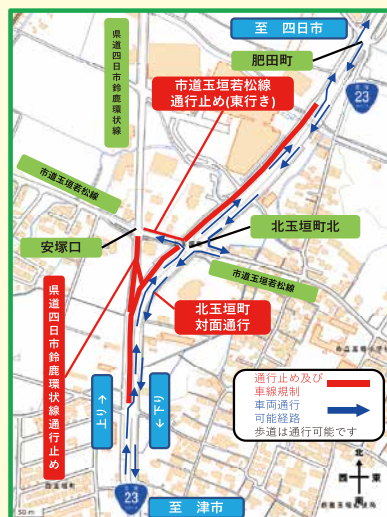 至 四日市
県道四日市鈴鹿環状線
肥田町
市道玉垣若松線
通行止め(東行き)
国道
23
市道玉垣若松線
北玉垣町北
安塚口
市道玉垣若松線
北玉垣町
対面通行
県道四日市鈴鹿環状線通行止め
上り→
←下り
通行止め及び
車線規制
車両通行
可能経路
歩道は通行可能です
北
西 東
南
50 m
23
至 津市